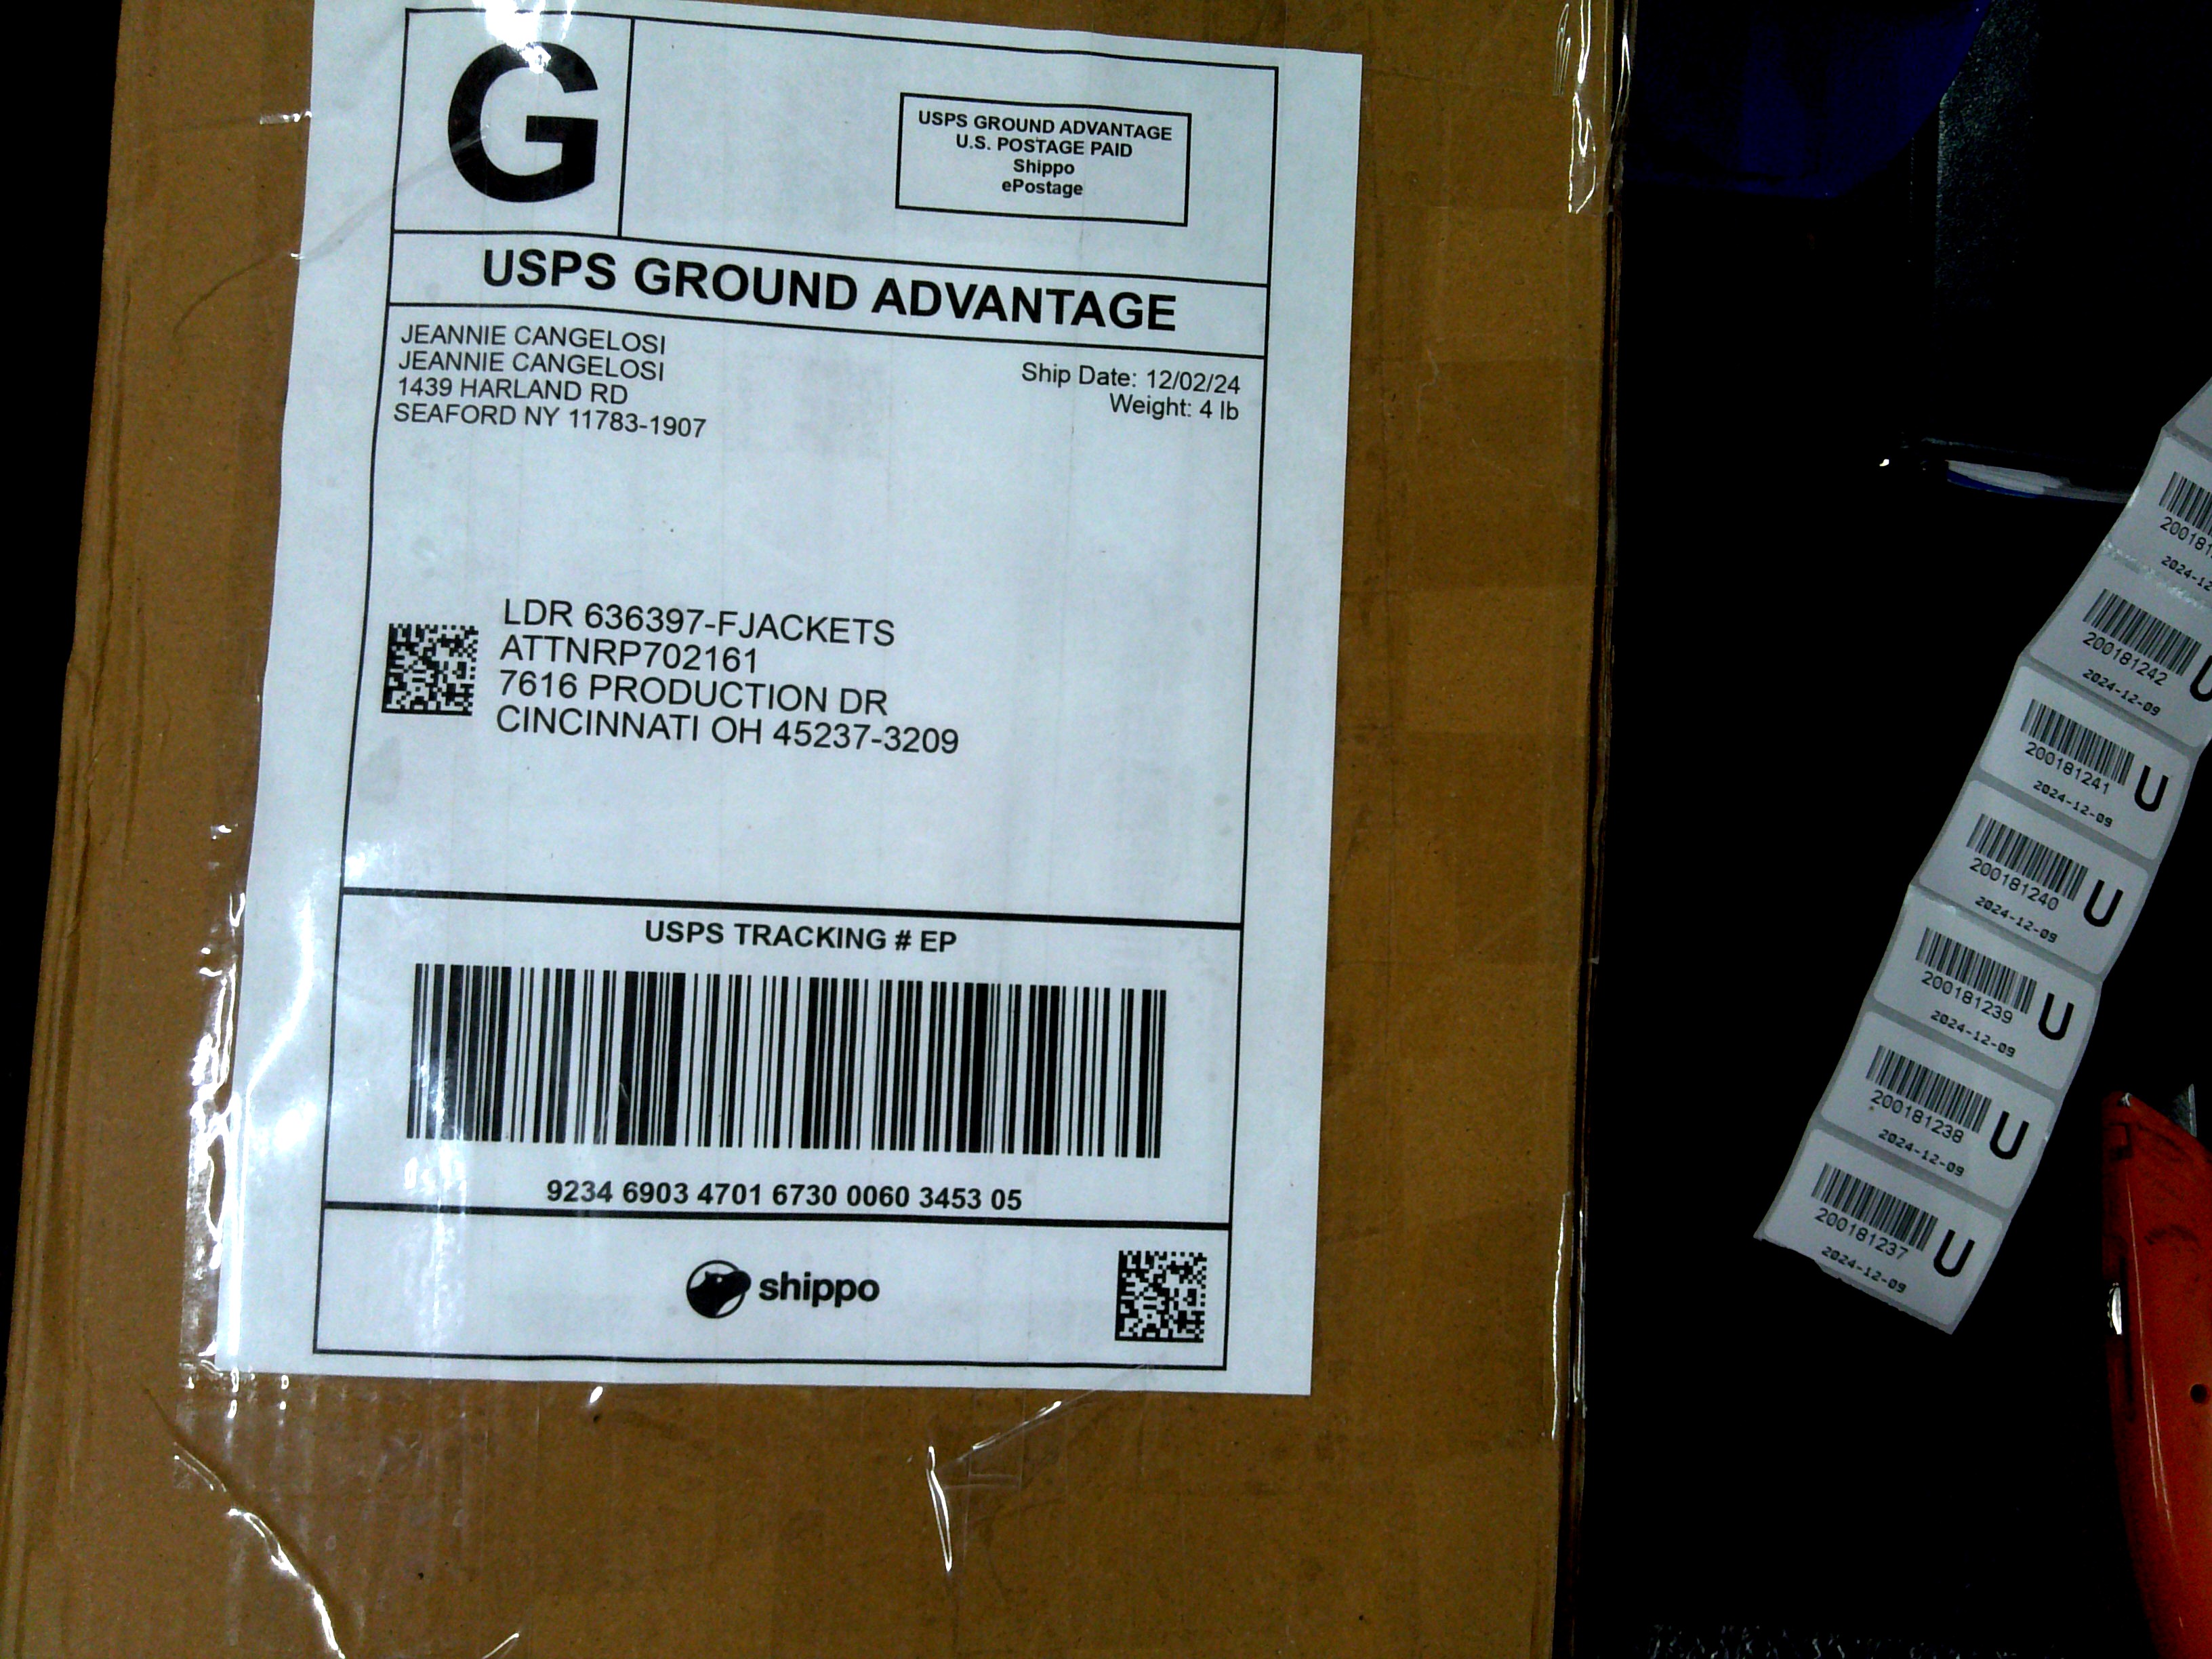 G
USPS GROUND ADVANTAGE
U.S. POSTAGE PAID
Shippo
ePostage
USPS GROUND ADVANTAGE
JEANNIE CANGELOSI
JEANNIE CANGELOSI
1439 HARLAND RD
SEAFORD NY 11783-1907
Ship Date: 12/02/24
Weight: 4 lb
LDR 636397-FJACKETS
ATTNRP702161
7616 PRODUCTION DR
CINCINNATI OH 45237-3209
USPS TRACKING # EP
9234 6903 4701 6730 0060 3453 05
shippo
200181242
2024-12-09
U
200181241
2024-12-09
U
200181240
2024-12-09
U
200181239
2024-12-09
U
200181238
2024-12-09
U
200181237
2024-12-09
U